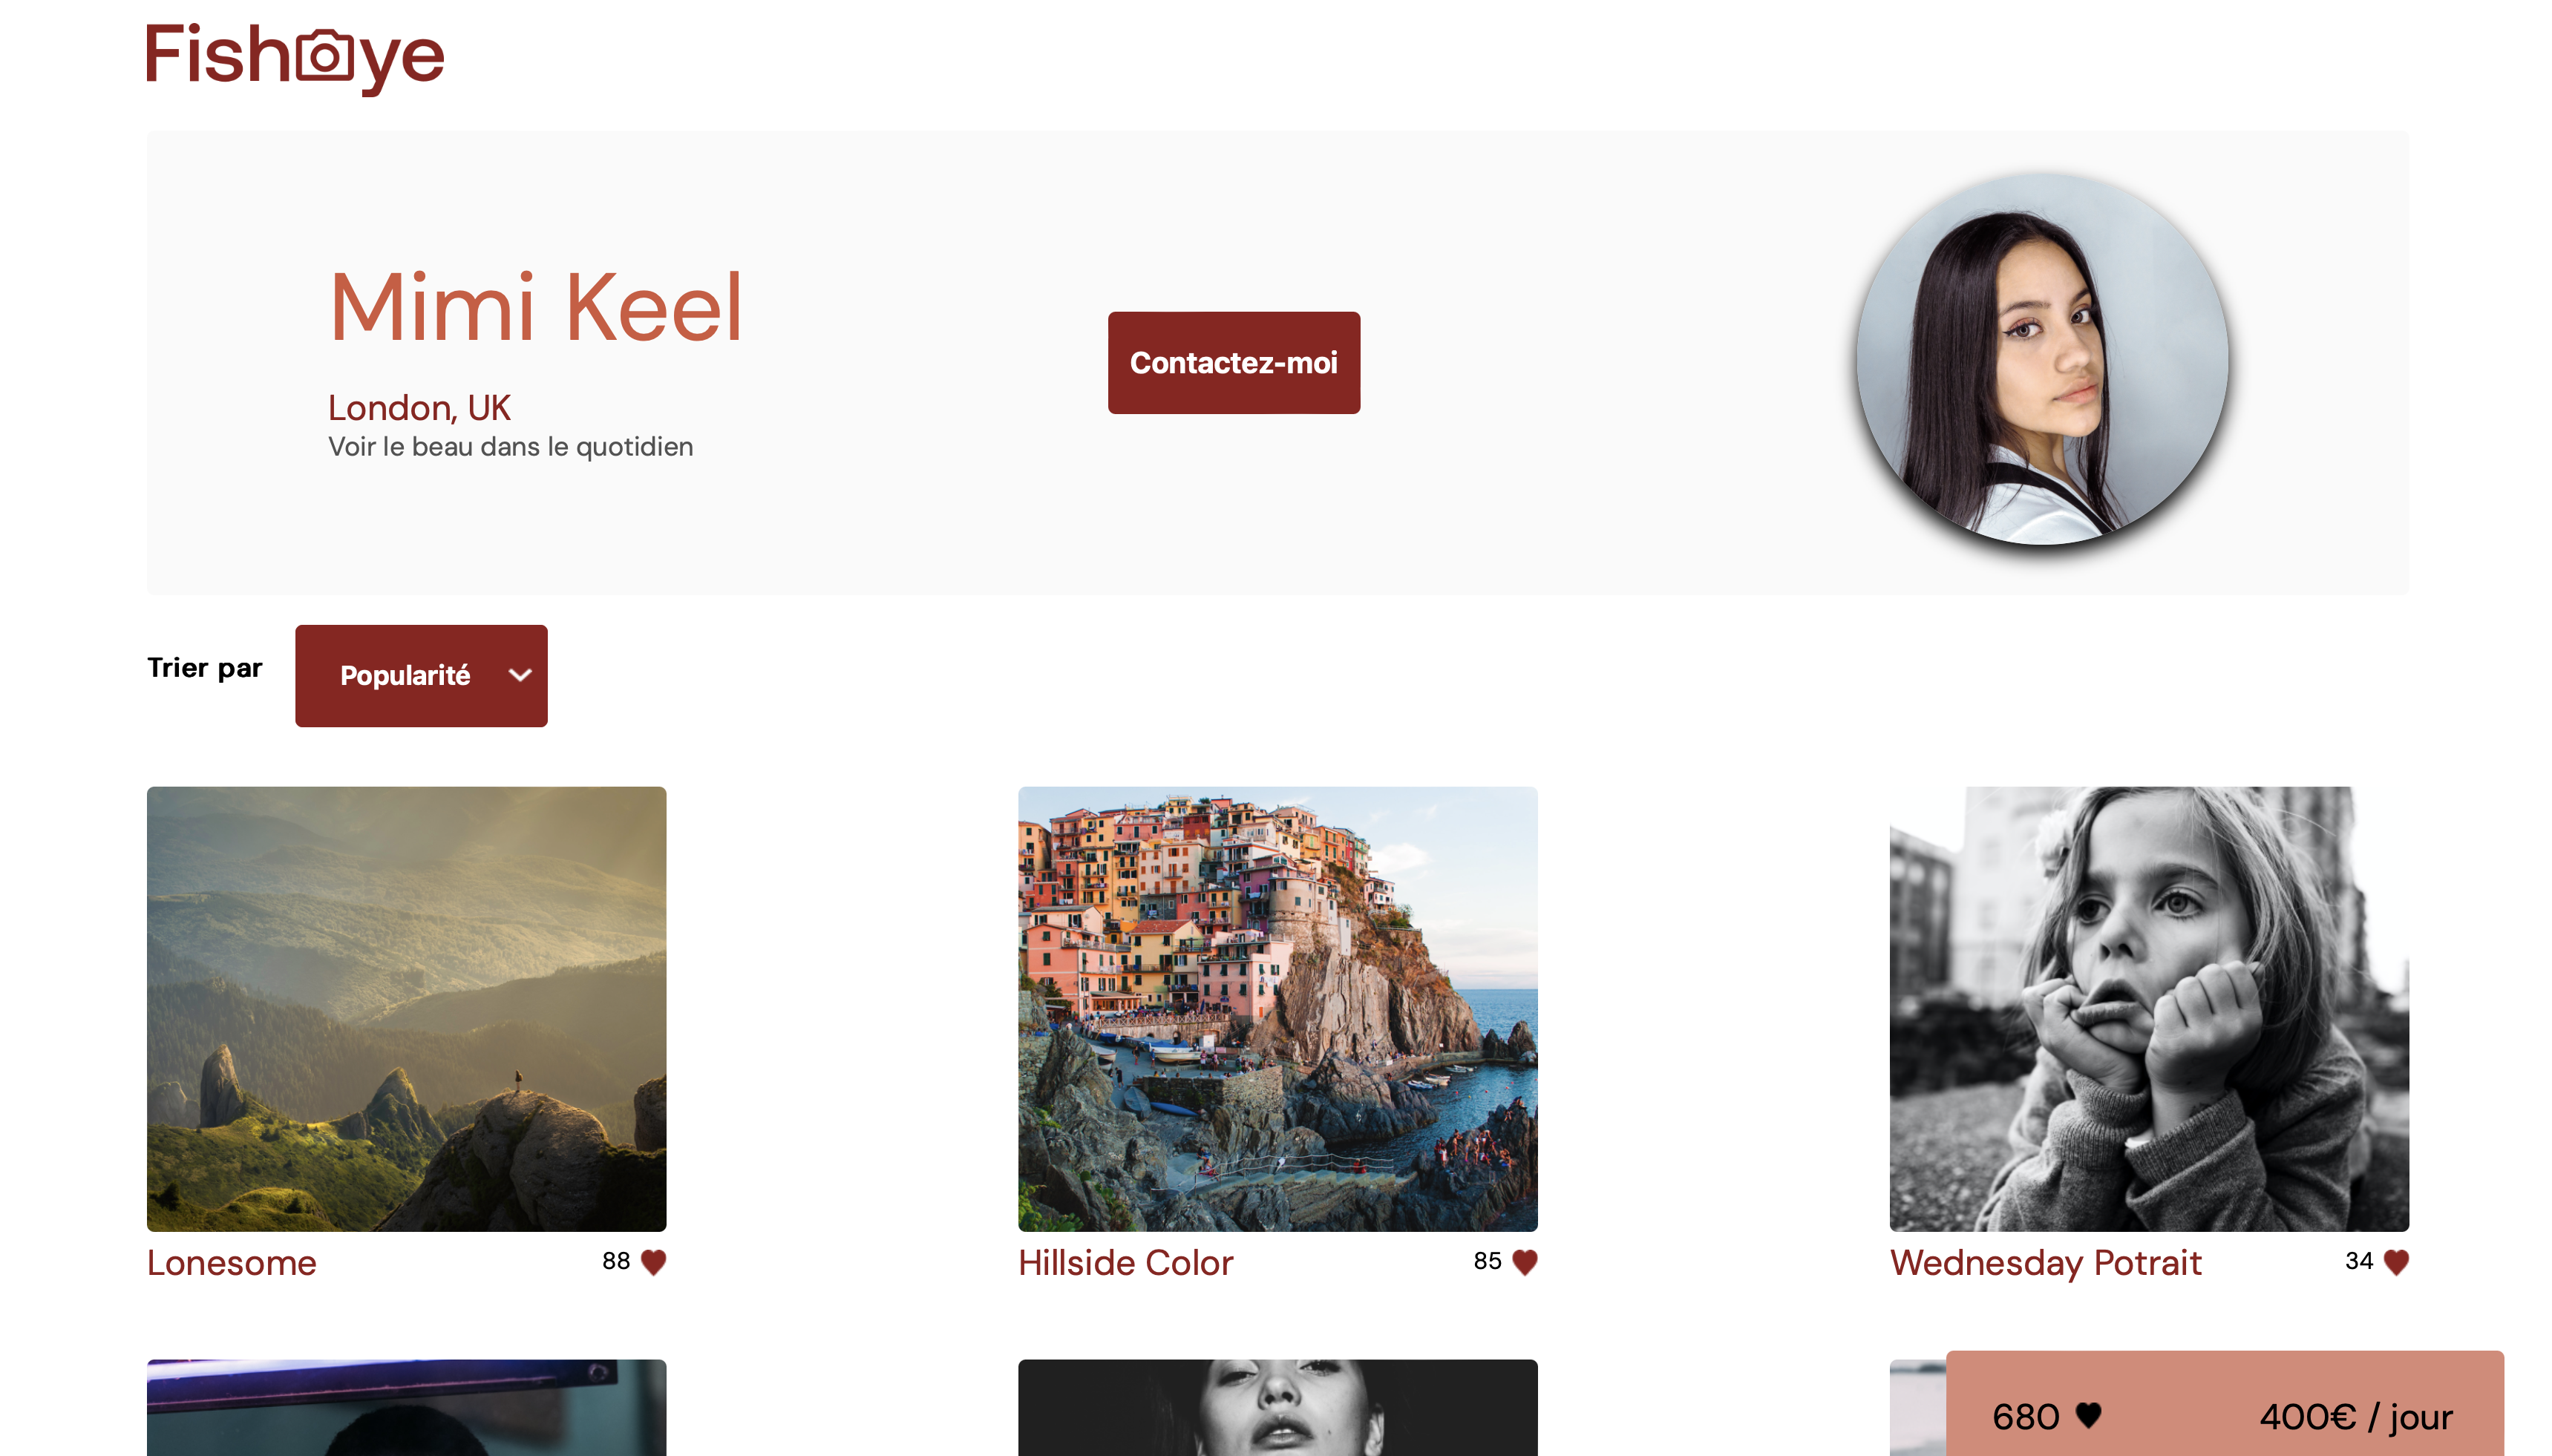 Fisheye
Mimi Keel
London, UK
Voir le beau dans le quotidien
Contactez-moi
Trier par
Popularité
Lonesome
88
Hillside Color
85
Wednesday Potrait
34
680
400€ / jour